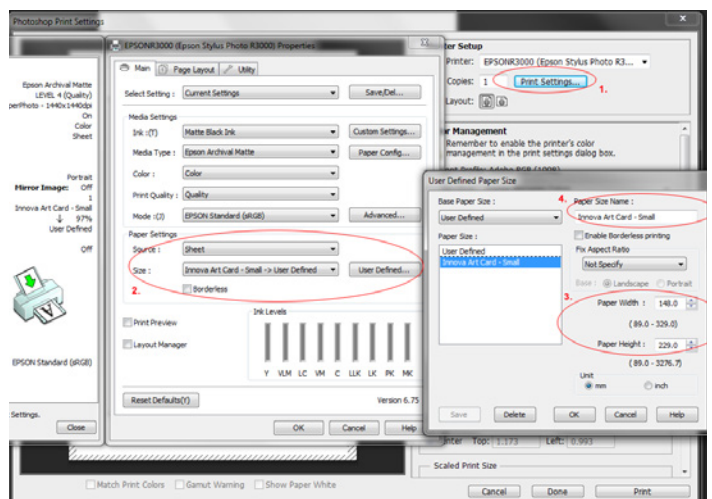 Photoshop Print Settings
Epson Archival Matte
LEVEL 4 (Quality)
perPhoto - 1440x1440dpi
On
Color
Sheet
Portrait
Mirror Image: Off
1
Innova Art Card - Small
97%
User Defined
Off
EPSON Standard (sRGB)
Settings.
Close
EPSONR3000 (Epson Stylus Photo R3000) Properties
Main
Page Layout
Utility
Select Setting :
Current Settings
Save/Del...
Media Settings
Ink :(T)
Matte Black Ink
Custom Settings...
Media Type :
Epson Archival Matte
Paper Config...
Color :
Color
Print Quality :
Quality
Mode :(J)
EPSON Standard (sRGB)
Advanced...
Paper Settings
Source :
Sheet
Size :
Innova Art Card - Small -> User Defined
User Defined...
2.
Borderless
Print Preview
Layout Manager
Ink Levels
Y VLM LC VM C LLK LK PK MK
Reset Defaults(Y)
Version 6.75
OK
Cancel
Help
ter Setup
Printer:
EPSONR3000 (Epson Stylus Photo R3...
Copies:
1
Print Settings...
1.
Layout:
r Management
Remember to enable the printer's color
management in the print settings dialog box.
User Defined Paper Size
Base Paper Size :
User Defined
Paper Size :
User Defined
Innova Art Card - Small
4.
Paper Size Name :
Innova Art Card - Small
Enable Borderless printing
Fix Aspect Ratio
Not Specify
Base :
Landscape
Portrait
3.
Paper Width :
148.0
( 89.0 - 329.0)
Paper Height :
229.0
( 89.0 - 3276.7)
Unit
mm
inch
Save
Delete
OK
Cancel
Help
Top: 1.173
Left: 0.993
Scaled Print Size
Match Print Colors
Gamut Warning
Show Paper White
Cancel
Done
Print